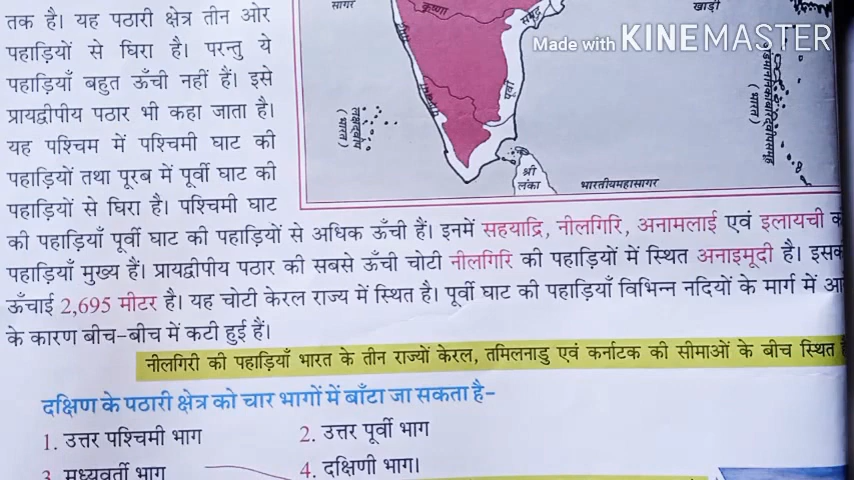 तक है। यह पठारी क्षेत्र तीन ओर
पहाड़ियों से घिरा है। परन्तु ये
पहाड़ियाँ बहुत ऊँची नहीं हैं। इसे
प्रायद्वीपीय पठार भी कहा जाता है।
यह पश्चिम में पश्चिमी घाट की
पहाड़ियों तथा पूरब में पूर्वी घाट की
पहाड़ियों से घिरा है। पश्चिमी घाट
सागर
कृष्णा
खाड़ी
Made with KINEMASTER
पूर्वी
(भारत)
(भारत)
श्री
लंका
भारतीयमहासागर
की पहाड़ियाँ पूर्वी घाट की पहाड़ियों से अधिक ऊँची हैं। इनमें सहयाद्रि, नीलगिरि, अनामलाई एवं इलायची
पहाड़ियाँ मुख्य हैं। प्रायद्वीपीय पठार की सबसे ऊँची चोटी नीलगिरि की पहाड़ियों में स्थित अनाइमूदी है।
ऊँचाई 2,695 मीटर है। यह चोटी केरल राज्य में स्थित है। पूर्वी घाट की पहाड़ियाँ विभिन्न नदियों के मार्ग में
के कारण बीच-बीच में कटी हुई हैं।
नीलगिरी की पहाड़ियाँ भारत के तीन राज्यों केरल, तमिलनाडु एवं कर्नाटक की सीमाओं के बीच स्थित
दक्षिण के पठारी क्षेत्र को चार भागों में बाँटा जा सकता है-
1. उत्तर पश्चिमी भाग
2. उत्तर पूर्वी भाग
3. मध्यवर्ती भाग
4. दक्षिणी भाग।